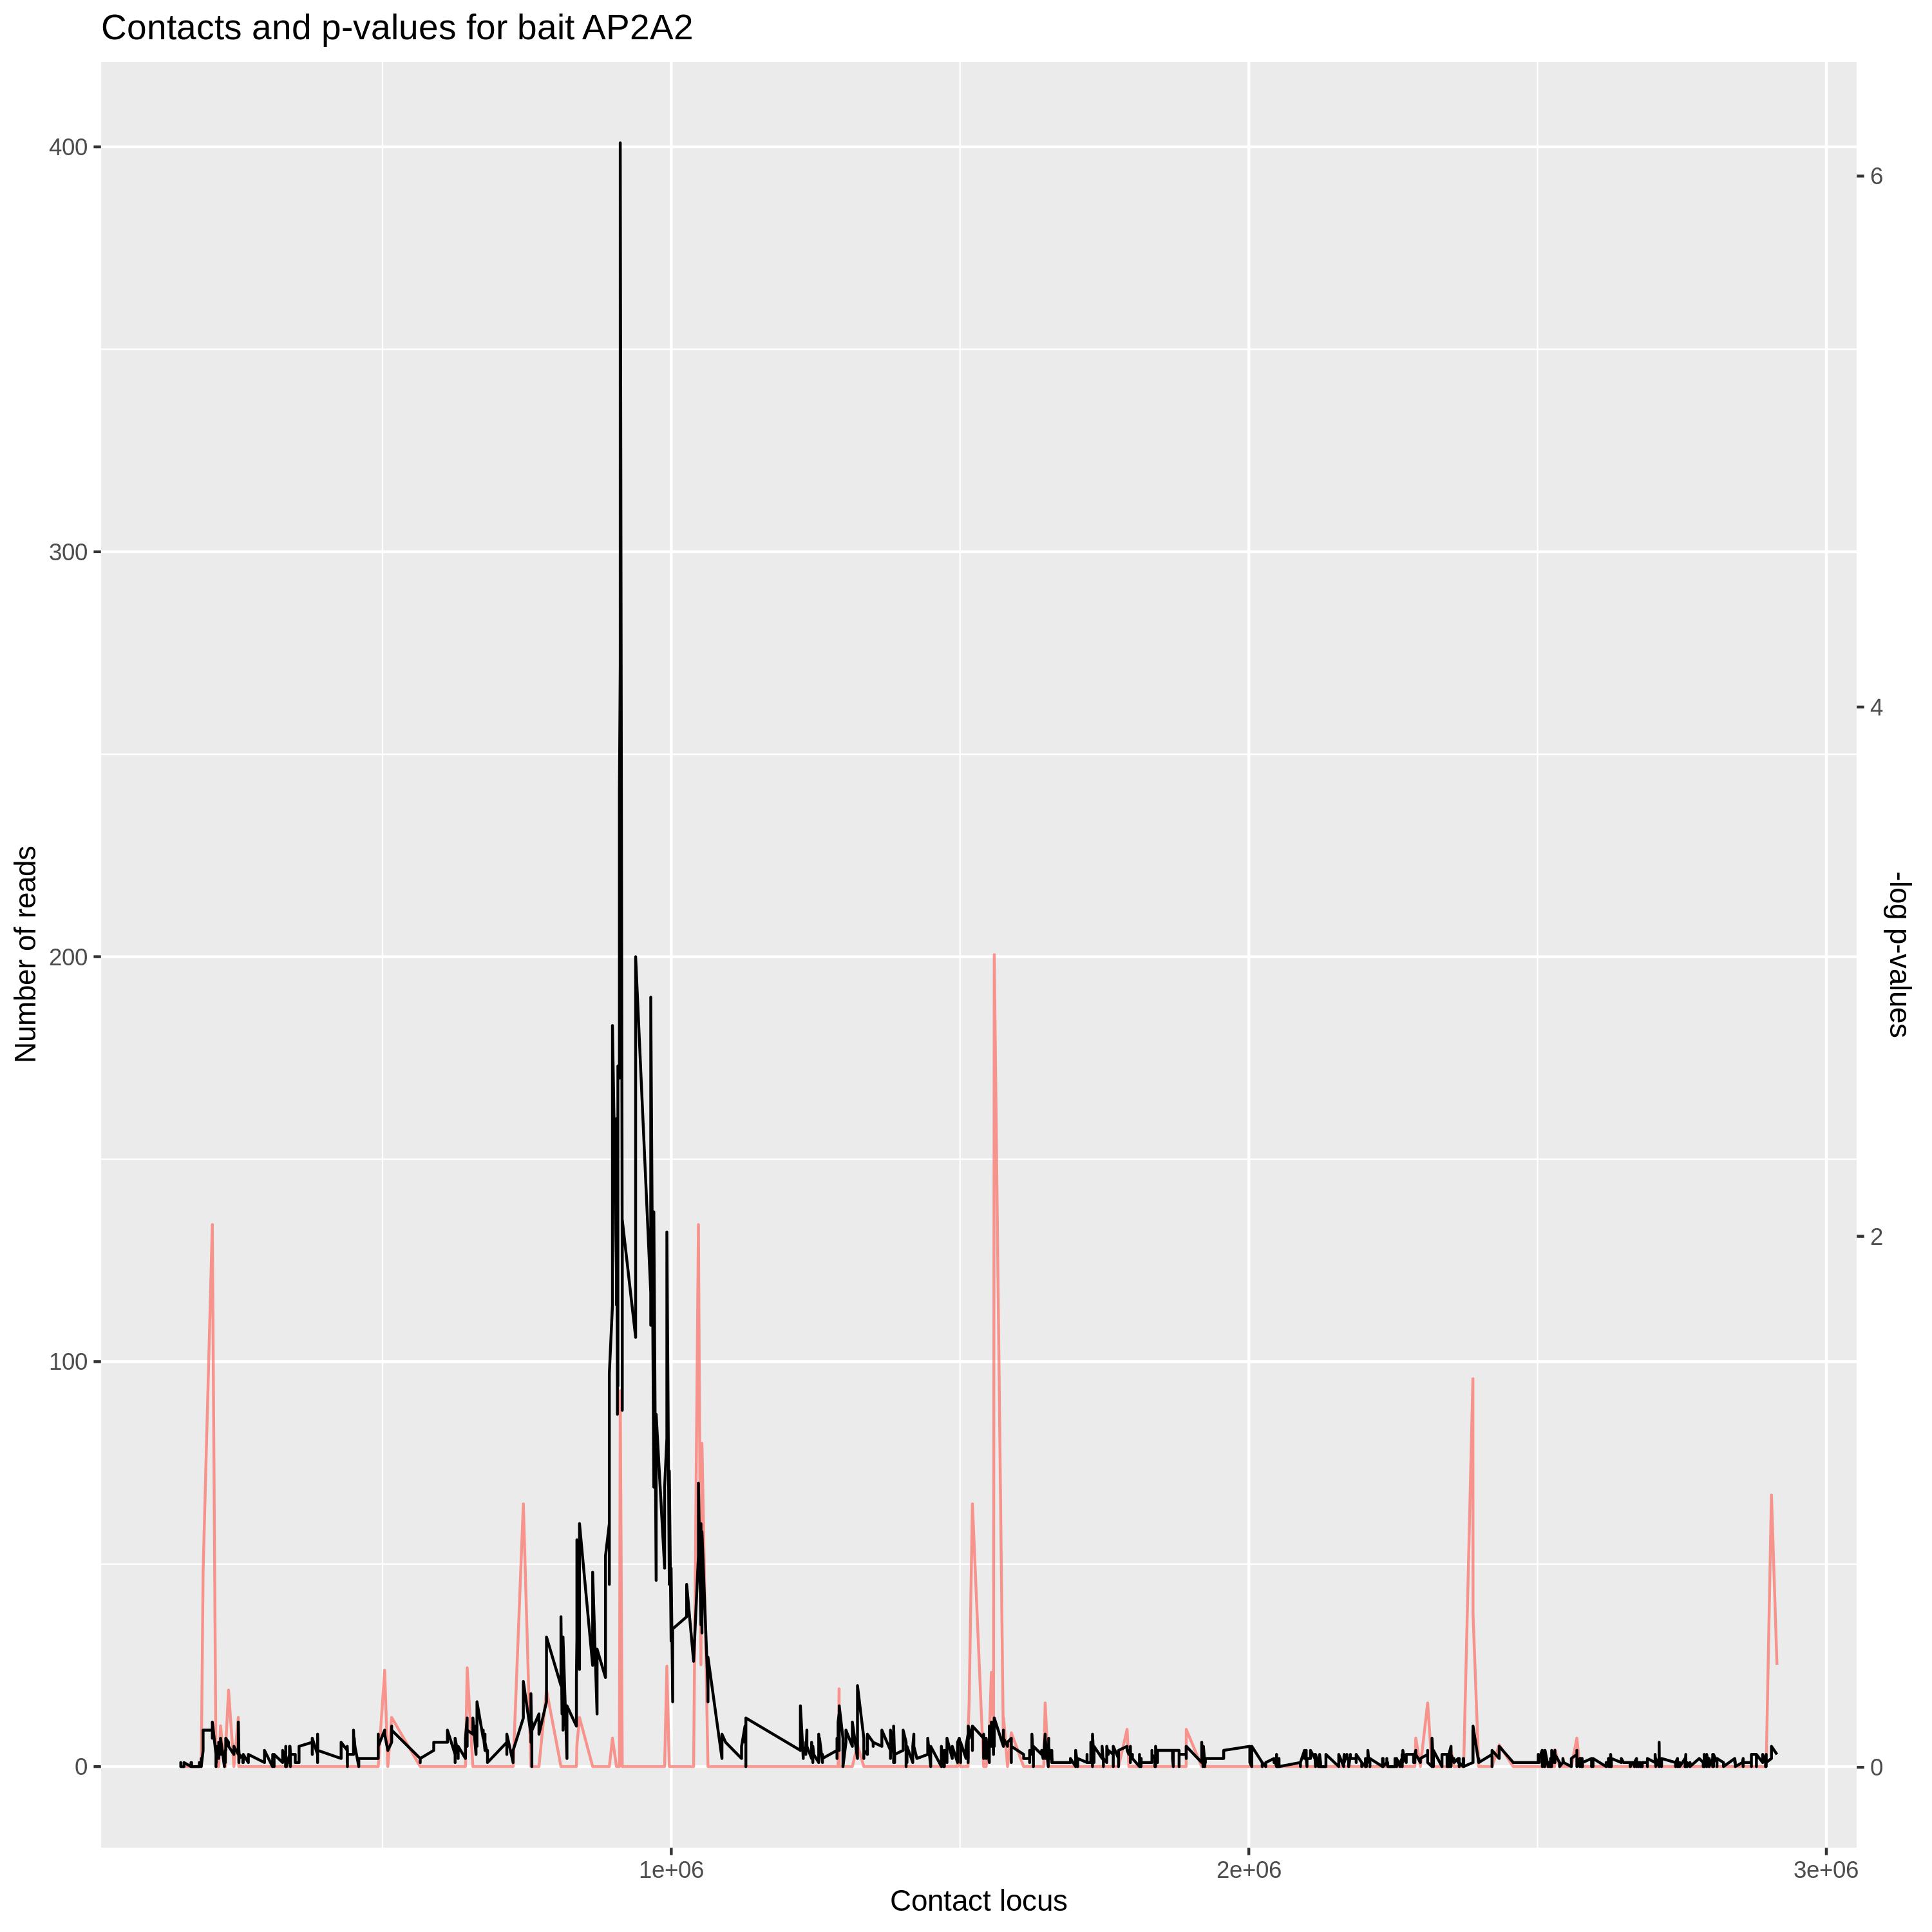 Contacts and p-values for bait AP2A2
400
300
200
100
0
6
4
2
0
Number of reads
-log p-values
1e+06
2e+06
3e+06
Contact locus